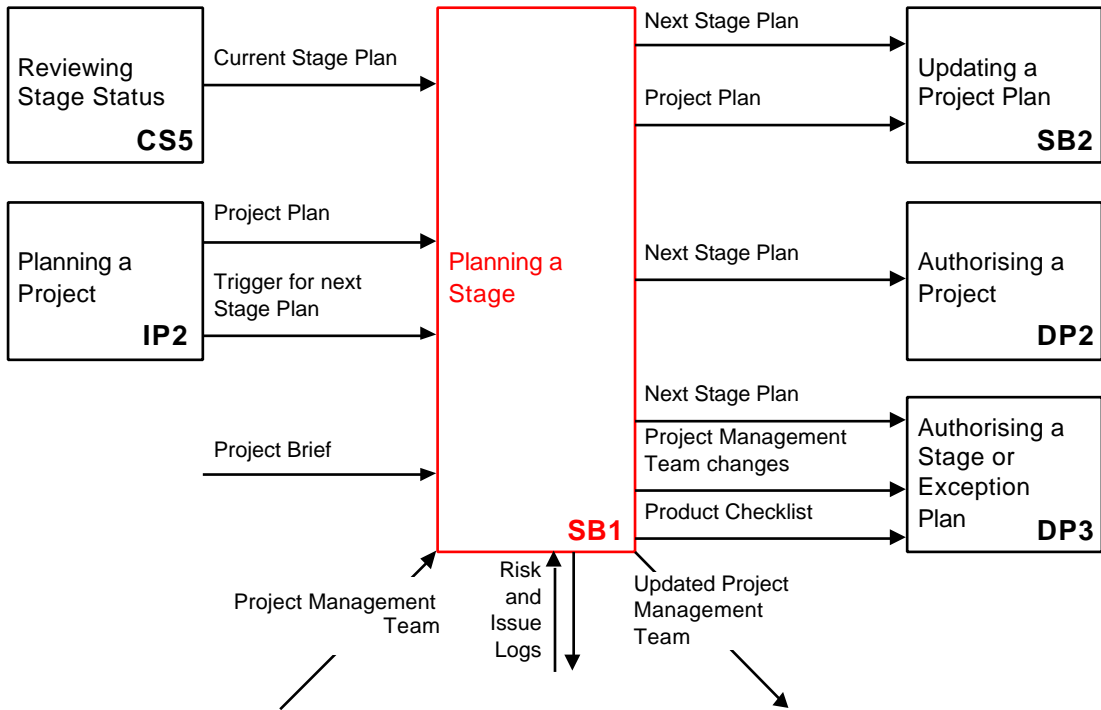 Reviewing
Stage Status
CS5
Current Stage Plan
Planning a
Project
IP2
Project Plan
Trigger for next
Stage Plan
Project Brief
Project Management
Team
Planning a
Stage
SB1
Risk
and
Issue
Logs
Next Stage Plan
Project Plan
Updating a
Project Plan
SB2
Next Stage Plan
Authorising a
Project
DP2
Next Stage Plan
Project Management
Team changes
Product Checklist
Authorising a
Stage or
Exception
Plan
DP3
Updated Project
Management
Team